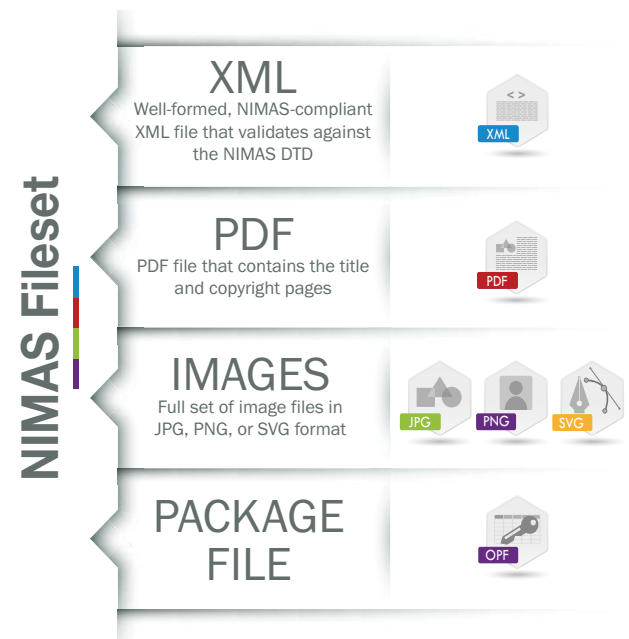 NIMAS Fileset
XML
Well-formed, NIMAS-compliant
XML file that validates against
the NIMAS DTD
< >
XML
PDF
PDF file that contains the title
and copyright pages
PDF
IMAGES
Full set of image files in
JPG, PNG, or SVG format
JPG
PNG
SVG
PACKAGE
FILE
OPF